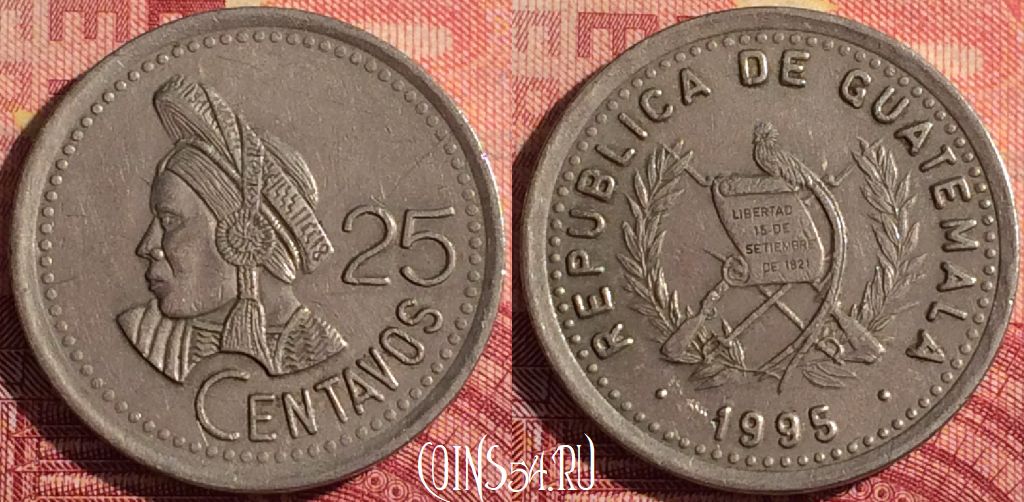 25
CENTAVOS
REPUBLICA DE GUATEMALA
LIBERTAD
15 DE
SETIEMBRE
DE 1821
· 1995 ·
COINS54.RU